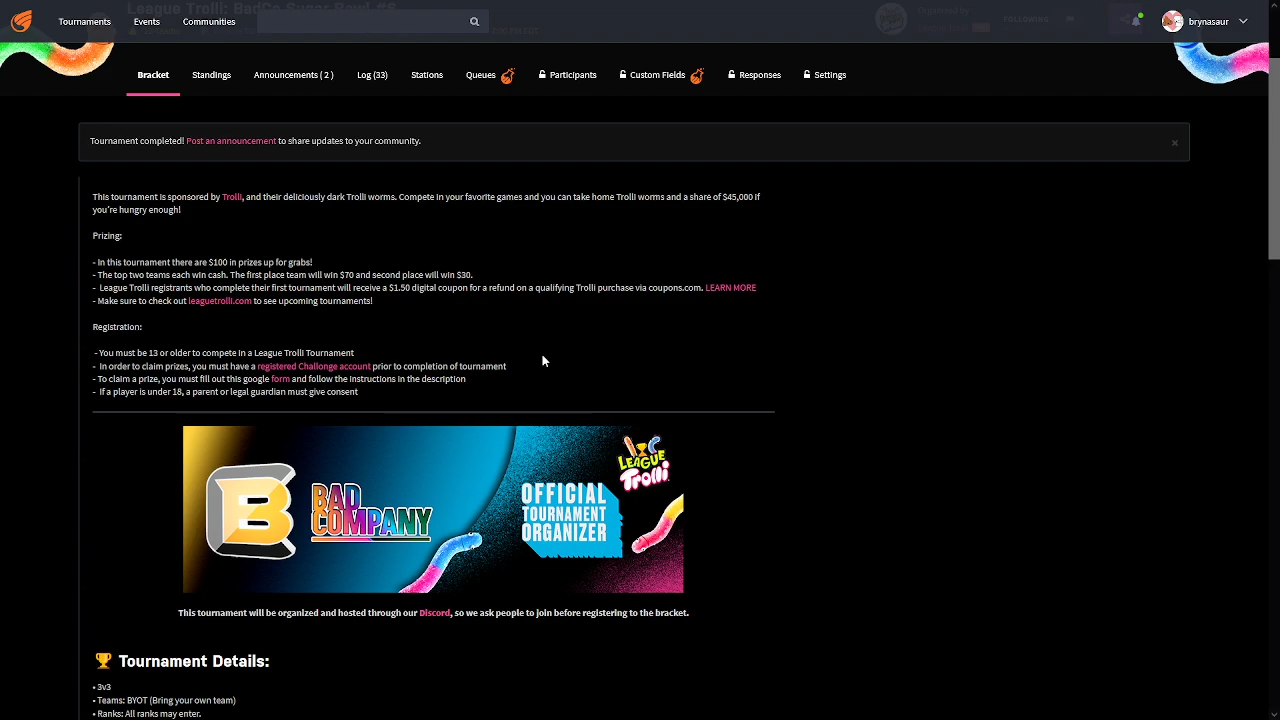 League Trolli: BadCo Sugar Bowl #6
Organized by
FOLLOWING
Tournaments Events Communities brynasaur
Bracket Standings Announcements ( 2 ) Log (33) Stations Queues Participants Custom Fields Responses Settings
Tournament completed! Post an announcement to share updates to your community. ×
This tournament is sponsored by Trolli, and their deliciously dark Trolli worms. Compete in your favorite games and you can take home Trolli worms and a share of $45,000 if
you're hungry enough!
Prizing:
- In this tournament there are $100 in prizes up for grabs!
- The top two teams each win cash. The first place team will win $70 and second place will win $30.
- League Trolli registrants who complete their first tournament will receive a $1.50 digital coupon for a refund on a qualifying Trolli purchase via coupons.com. LEARN MORE
- Make sure to check out leaguetrolli.com to see upcoming tournaments!
Registration:
- You must be 13 or older to compete in a League Trolli Tournament
- In order to claim prizes, you must have a registered Challonge account prior to completion of tournament
- To claim a prize, you must fill out this google form and follow the instructions in the description
- If a player is under 18, a parent or legal guardian must give consent
B
BAD
COMPANY
OFFICIAL
TOURNAMENT
ORGANIZER
LEAGUE
Trolli
This tournament will be organized and hosted through our Discord, so we ask people to join before registering to the bracket.
🏆 Tournament Details:
• 3v3
• Teams: BYOT (Bring your own team)
• Ranks: All ranks may enter.